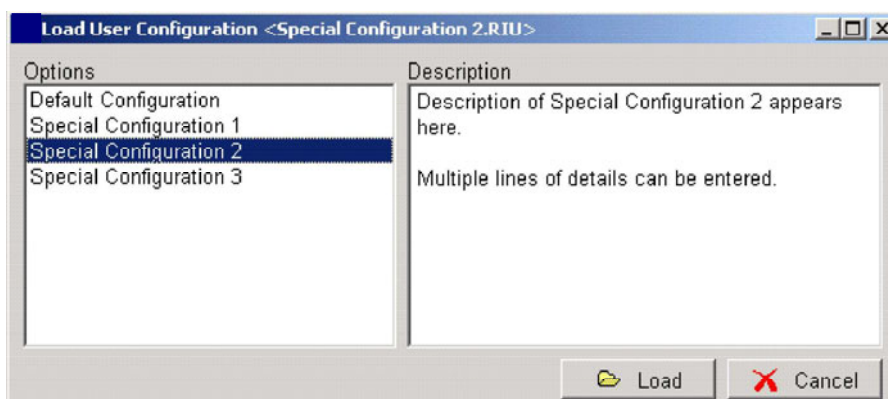 Load User Configuration <Special Configuration 2.RIU>
Options
Default Configuration
Special Configuration 1
Special Configuration 2
Special Configuration 3
Description
Description of Special Configuration 2 appears
here.
Multiple lines of details can be entered.
Load
Cancel